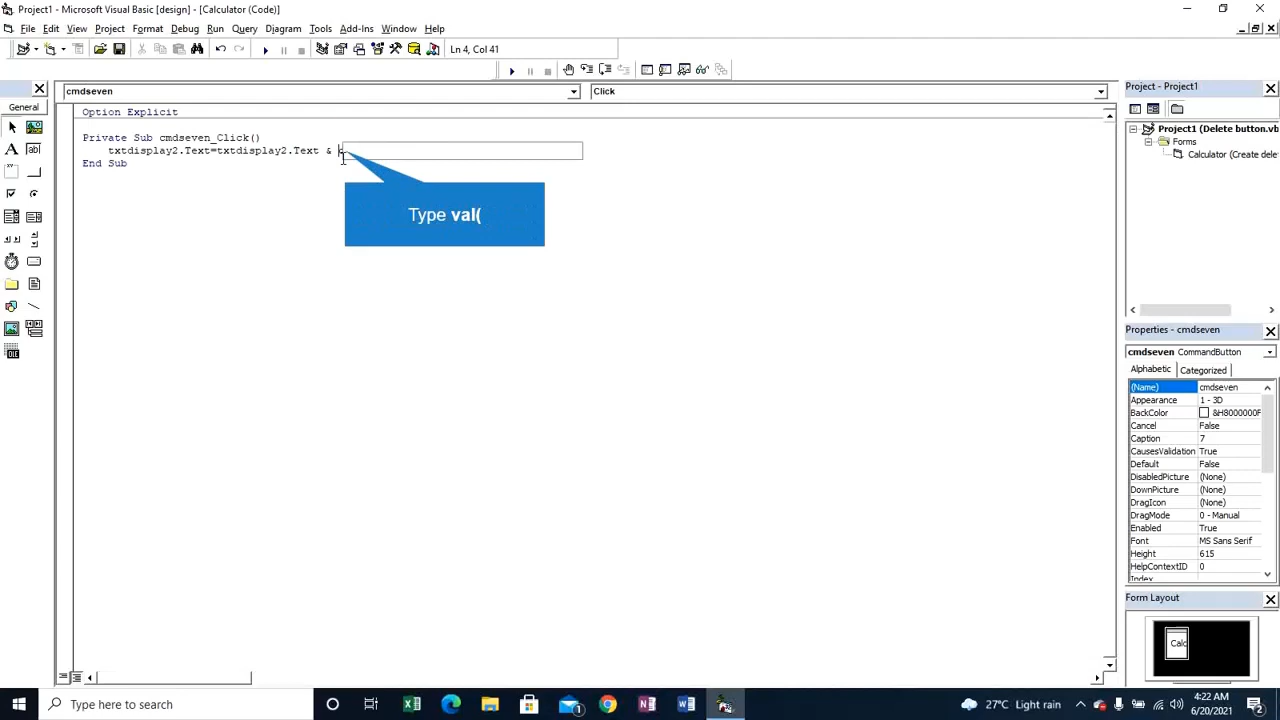 Project1 - Microsoft Visual Basic [design] - [Calculator (Code)]
File Edit View Project Format Debug Run Query Diagram Tools Add-Ins Window Help
Ln 4, Col 41
General
cmdseven
Click
Option Explicit
Private Sub cmdseven_Click()
txtdisplay2.Text=txtdisplay2.Text &
End Sub
Type val(
Project - Project1
Project1 (Delete button.vb
Forms
Calculator (Create dele
Properties - cmdseven
cmdseven CommandButton
Alphabetic Categorized
(Name) cmdseven
Appearance 1 - 3D
BackColor &H8000000F
Cancel False
Caption 7
CausesValidation True
Default False
DisabledPicture (None)
DownPicture (None)
DragIcon (None)
DragMode 0 - Manual
Enabled True
Font MS Sans Serif
Height 615
HelpContextID 0
Index
Form Layout
Calc
Type here to search
27°C Light rain
4:22 AM
6/20/2021